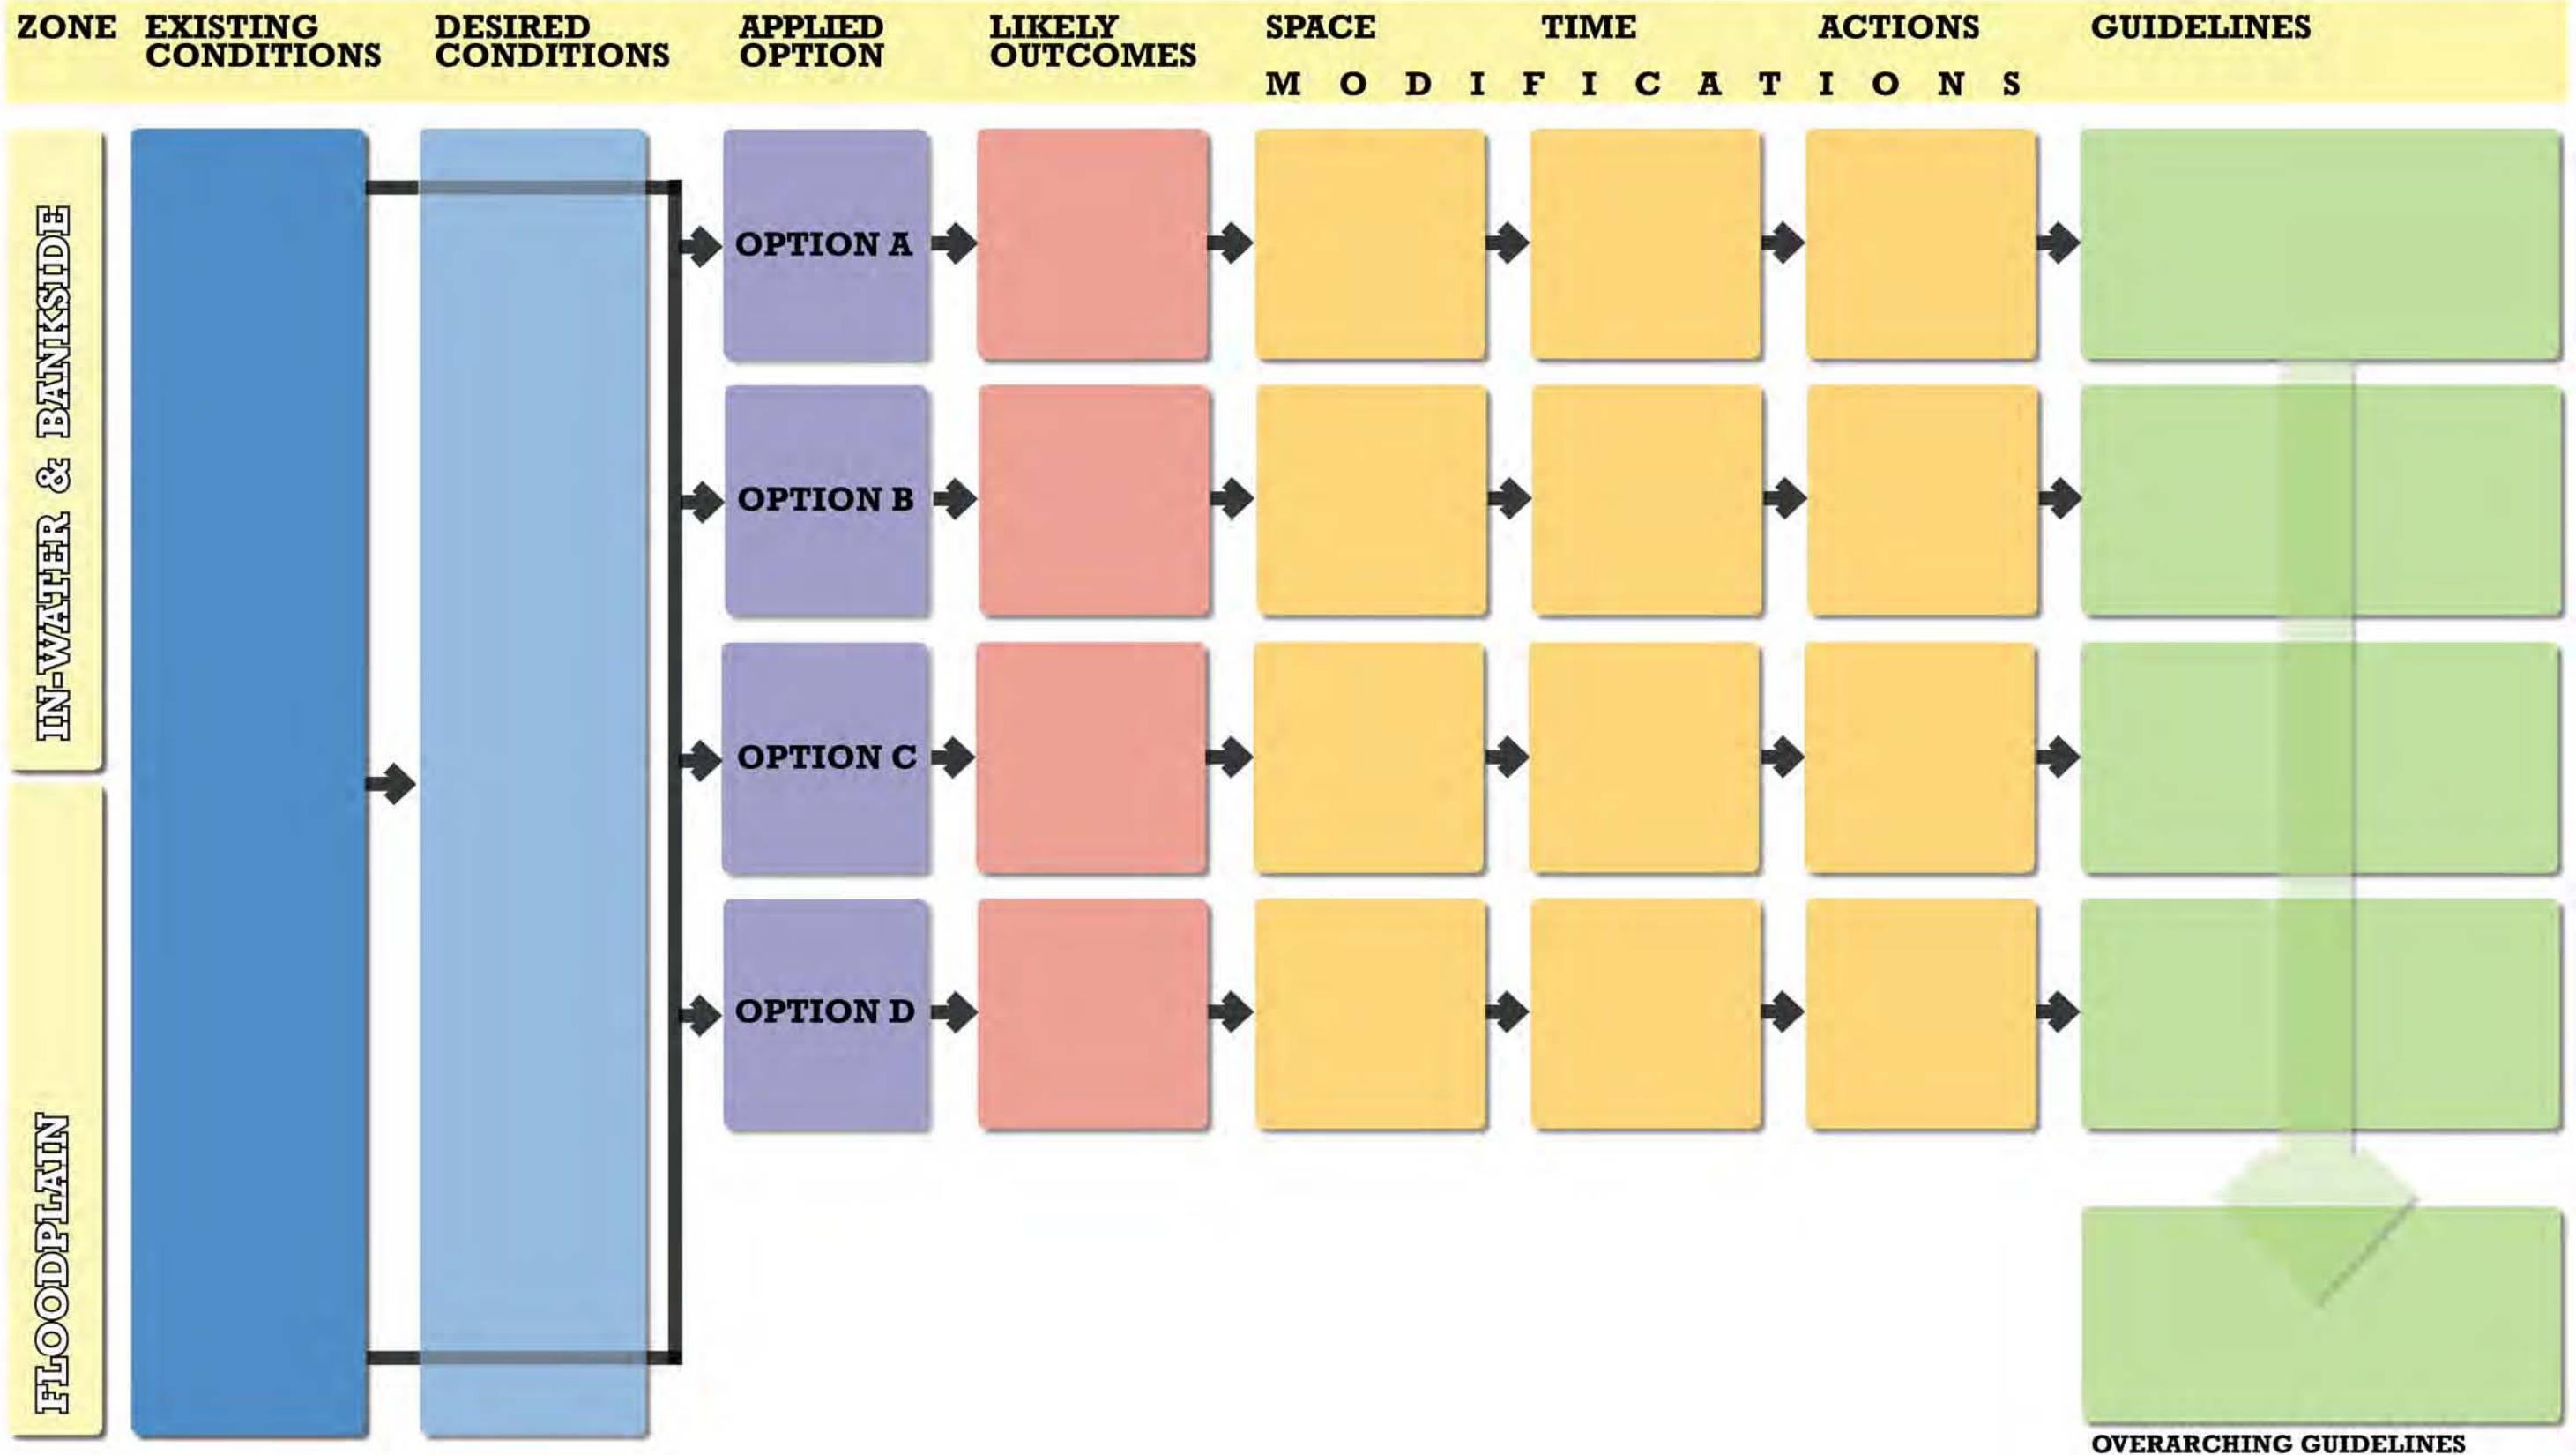 ZONE
EXISTING
CONDITIONS
DESIRED
CONDITIONS
APPLIED
OPTION
LIKELY
OUTCOMES
SPACE
TIME
ACTIONS
MODIFICATIONS
GUIDELINES
IN-WATER & BANKSIDE
FLOODPLAIN
OPTION A
OPTION B
OPTION C
OPTION D
OVERARCHING GUIDELINES